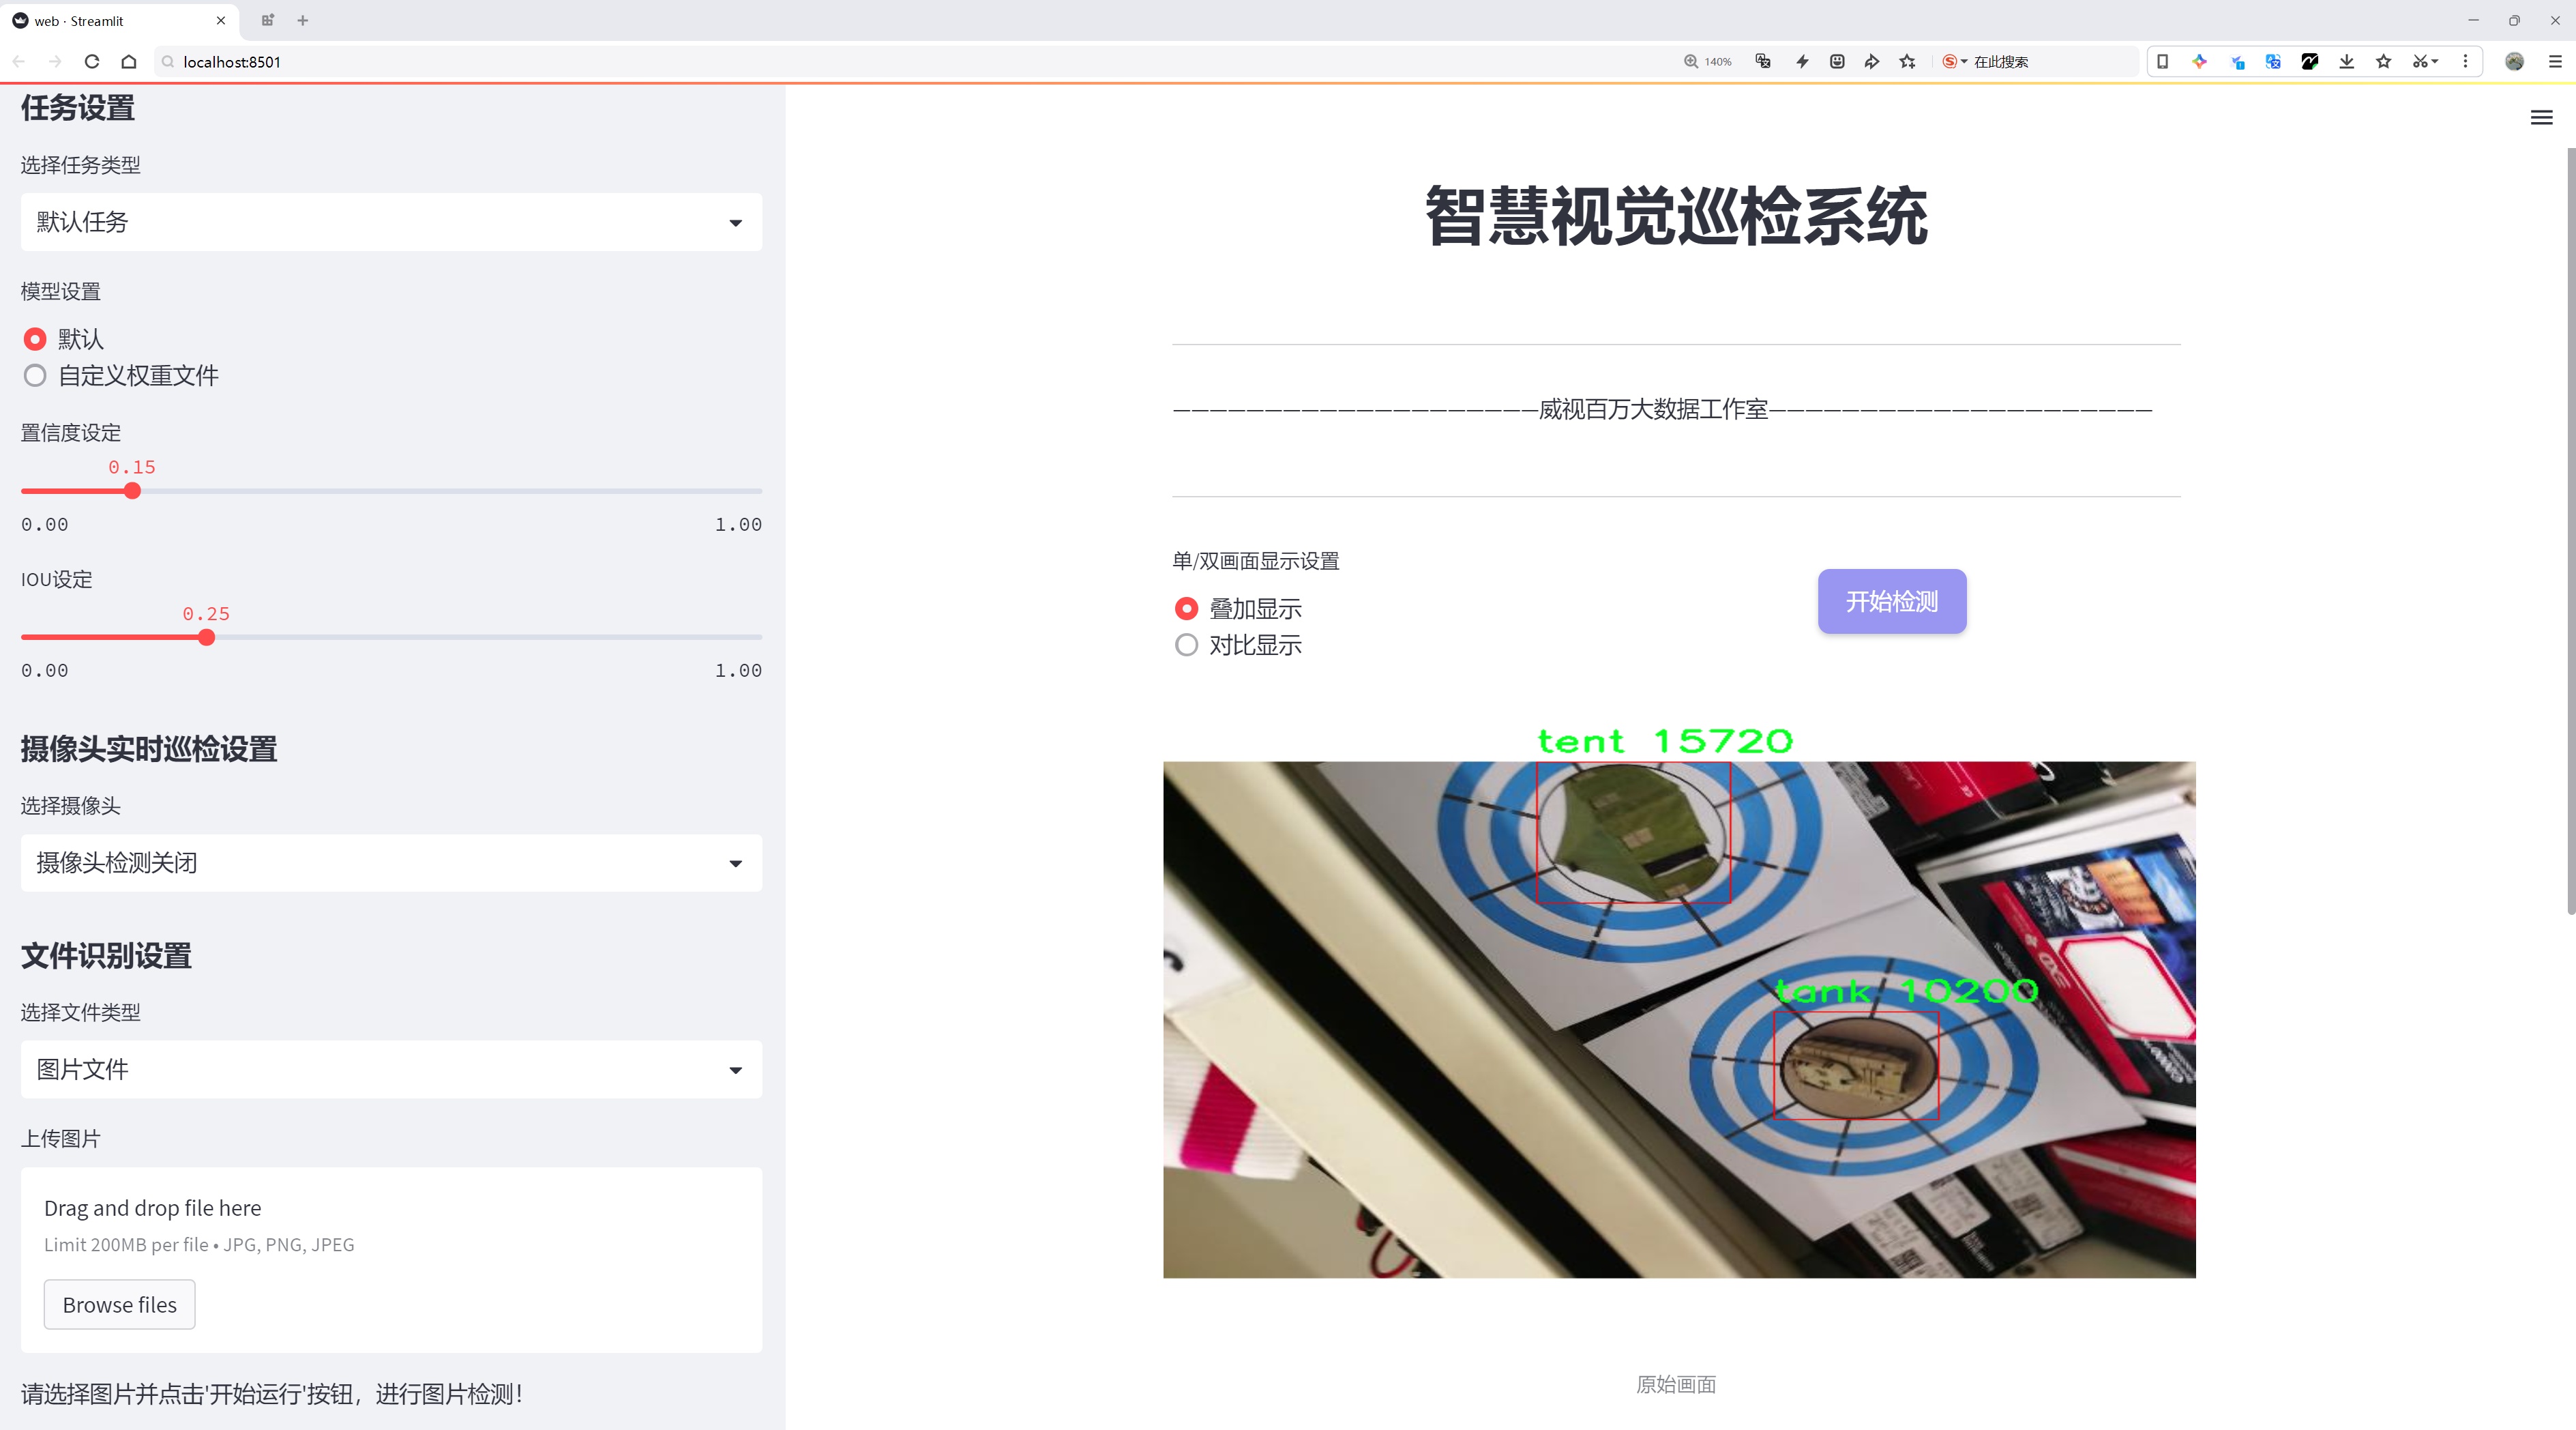 web · Streamlit
localhost:8501
140%
在此搜索
任务设置
选择任务类型
默认任务
模型设置
默认
自定义权重文件
置信度设定
0.15
0.00
1.00
IOU设定
0.25
0.00
1.00
摄像头实时巡检设置
选择摄像头
摄像头检测关闭
文件识别设置
选择文件类型
图片文件
上传图片
Drag and drop file here
Limit 200MB per file • JPG, PNG, JPEG
Browse files
请选择图片并点击'开始运行'按钮，进行图片检测！
智慧视觉巡检系统
————————————————————威视百万大数据工作室—————————————————————
单/双画面显示设置
叠加显示
对比显示
开始检测
tent 15720
tank 10200
原始画面